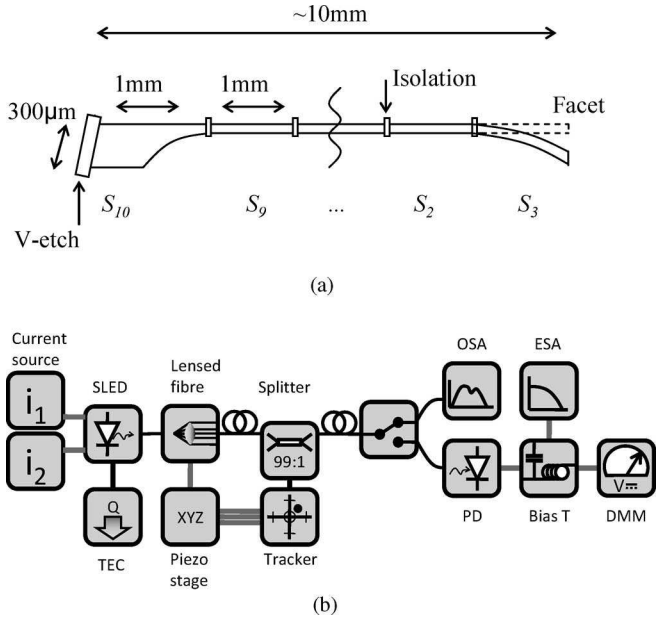 ~10mm
1mm
1mm
Isolation
300µm
Facet
S10
S9
...
S2
S3
V-etch
(a)
Current
source
i1
i2
SLED
Lensed
fibre
Splitter
OSA
ESA
99:1
Q
XYZ
V
TEC
Piezo
stage
Tracker
PD
Bias T
DMM
(b)